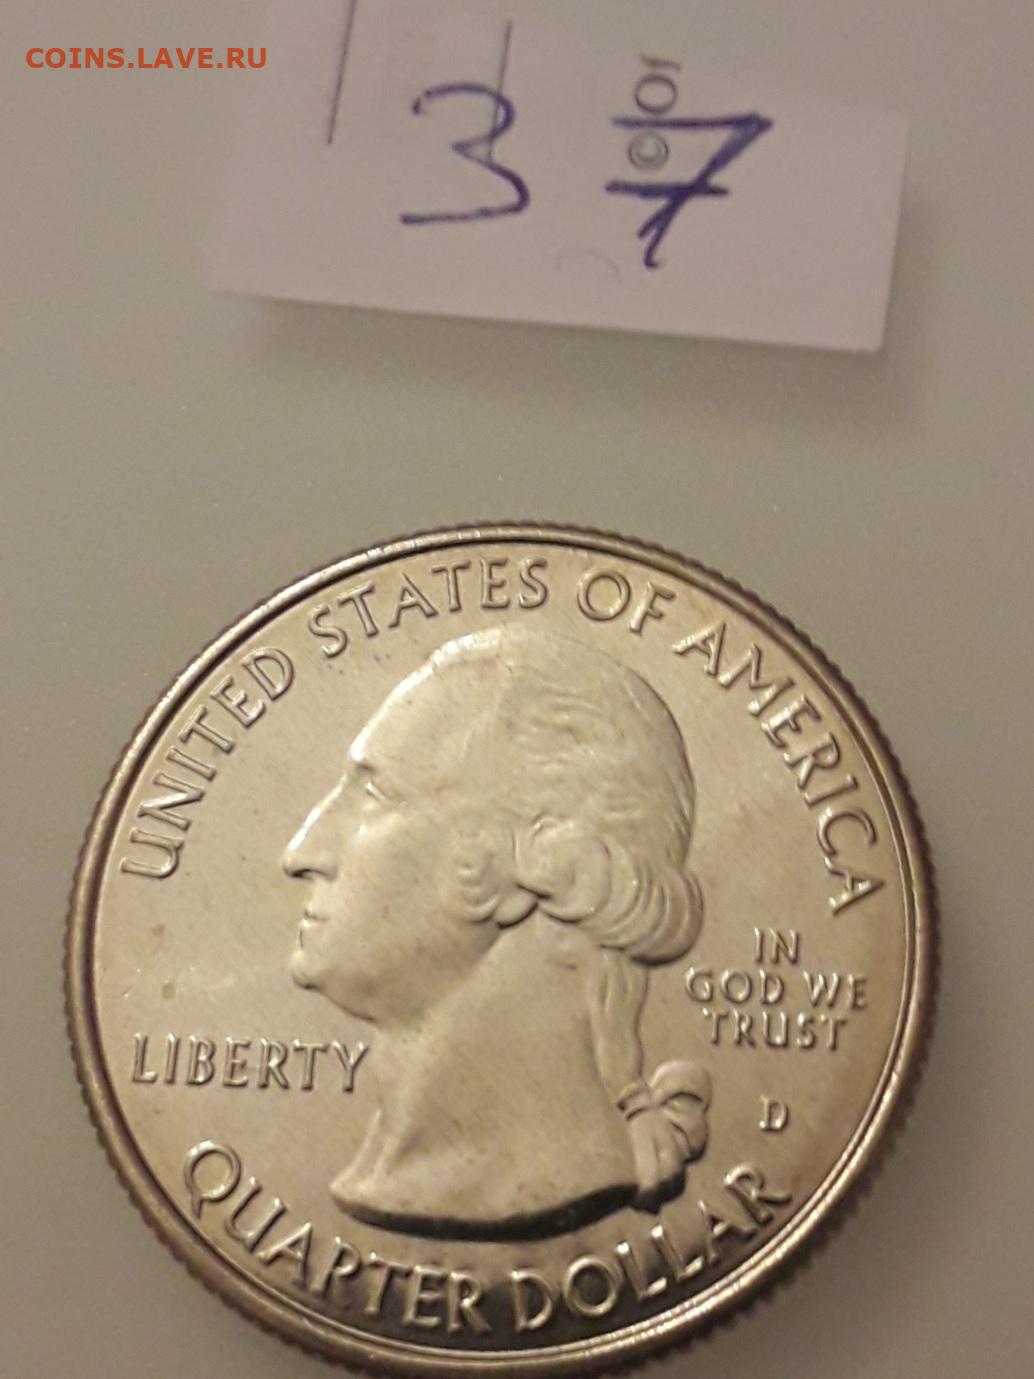 COINS.LAVE.RU
37
©
UNITED STATES OF AMERICA
LIBERTY
IN
GOD WE
TRUST
D
QUARTER DOLLAR